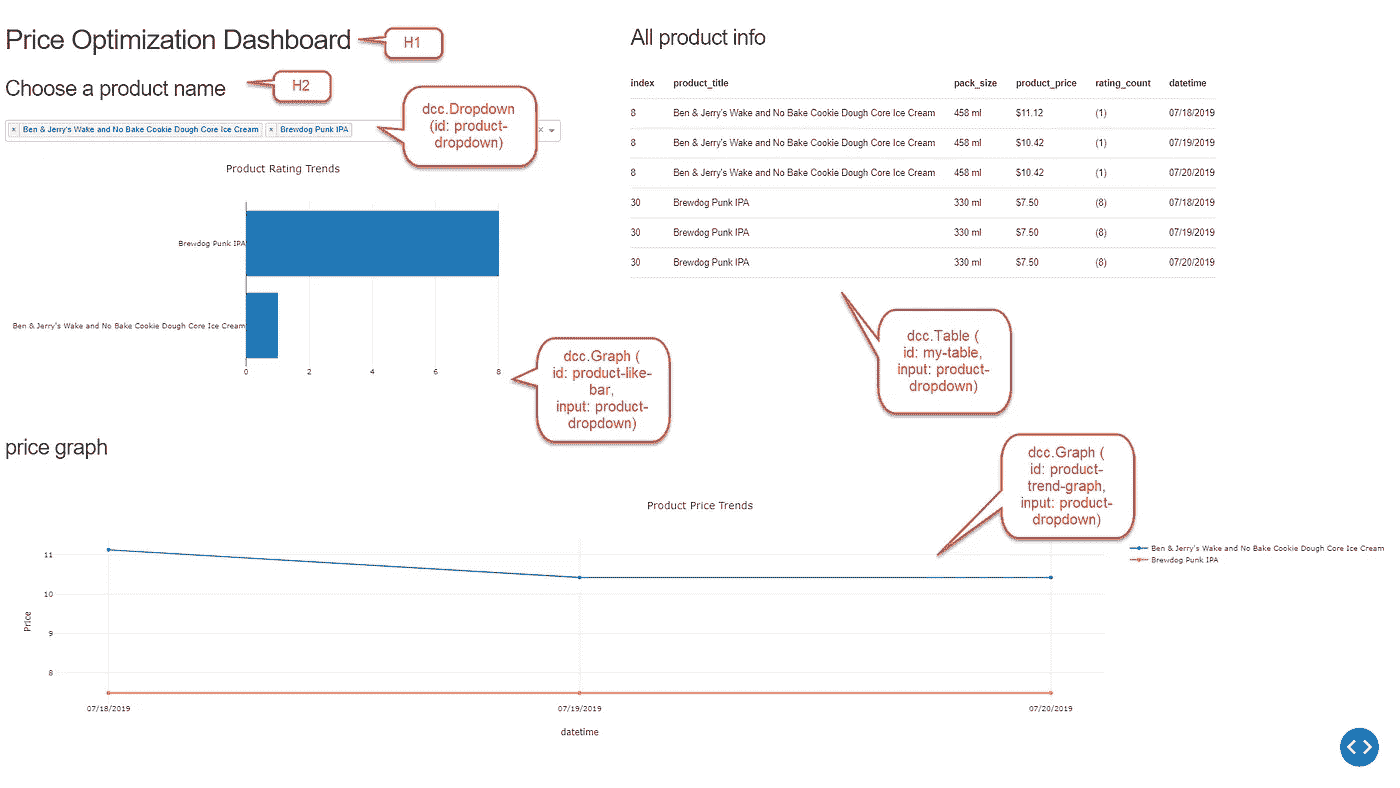 Price Optimization Dashboard
H1
Choose a product name
H2
× Ben & Jerry's Wake and No Bake Cookie Dough Core Ice Cream × Brewdog Punk IPA ×
dcc.Dropdown
(id: product-
dropdown)
Product Rating Trends
Brewdog Punk IPA
Ben & Jerry's Wake and No Bake Cookie Dough Core Ice Cream
0 2 4 6 8
dcc.Graph (
id: product-like-
bar,
input: product-
dropdown)
All product info
index product_title pack_size product_price rating_count datetime
8 Ben & Jerry's Wake and No Bake Cookie Dough Core Ice Cream 458 ml $11.12 (1) 07/18/2019
8 Ben & Jerry's Wake and No Bake Cookie Dough Core Ice Cream 458 ml $10.42 (1) 07/19/2019
8 Ben & Jerry's Wake and No Bake Cookie Dough Core Ice Cream 458 ml $10.42 (1) 07/20/2019
30 Brewdog Punk IPA 330 ml $7.50 (8) 07/18/2019
30 Brewdog Punk IPA 330 ml $7.50 (8) 07/19/2019
30 Brewdog Punk IPA 330 ml $7.50 (8) 07/20/2019
dcc.Table (
id: my-table,
input: product-
dropdown)
price graph
dcc.Graph (
id: product-
trend-graph,
input: product-
dropdown)
Product Price Trends
Ben & Jerry's Wake and No Bake Cookie Dough Core Ice Cream
Brewdog Punk IPA
11
10
9
8
Price
07/18/2019 07/19/2019 07/20/2019
datetime